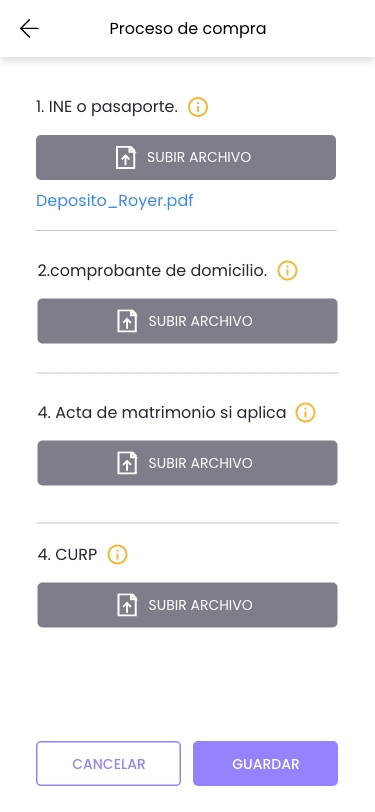 Proceso de compra
1. INE o pasaporte.
SUBIR ARCHIVO
Deposito_Royer.pdf
2.comprobante de domicilio.
SUBIR ARCHIVO
4. Acta de matrimonio si aplica
SUBIR ARCHIVO
4. CURP
SUBIR ARCHIVO
CANCELAR GUARDAR